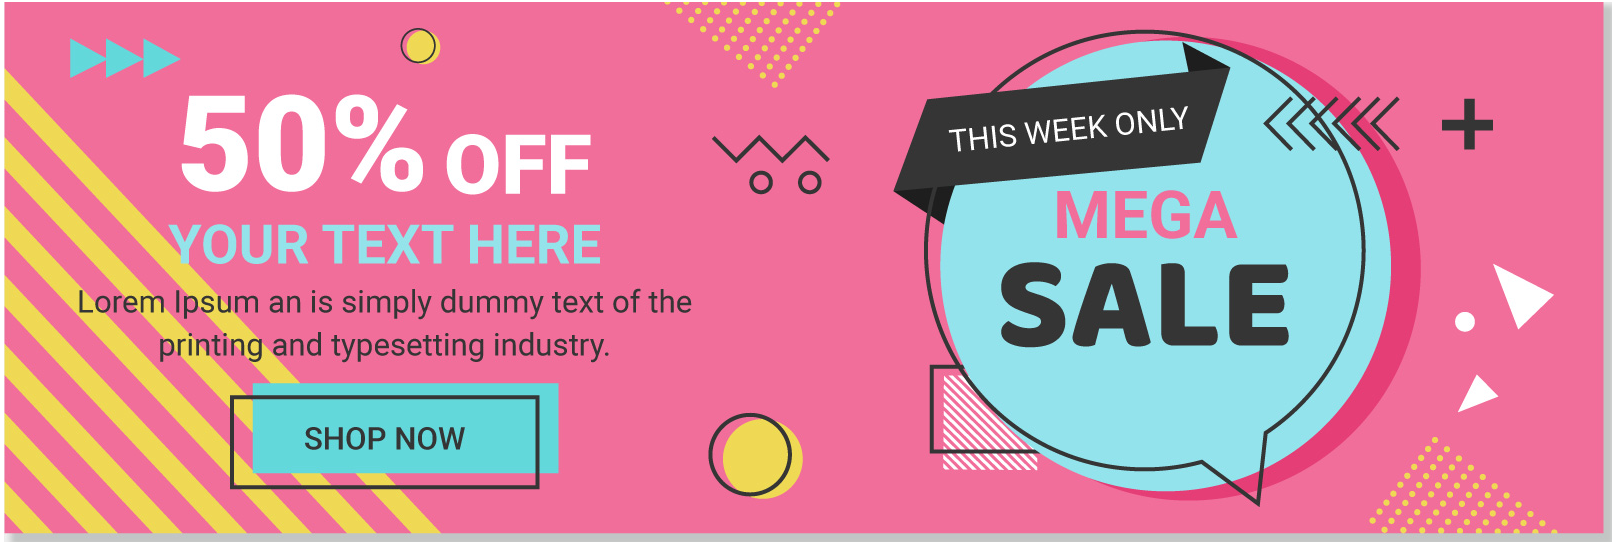 50% OFF
YOUR TEXT HERE
Lorem Ipsum an is simply dummy text of the
printing and typesetting industry.
SHOP NOW
THIS WEEK ONLY
MEGA
SALE